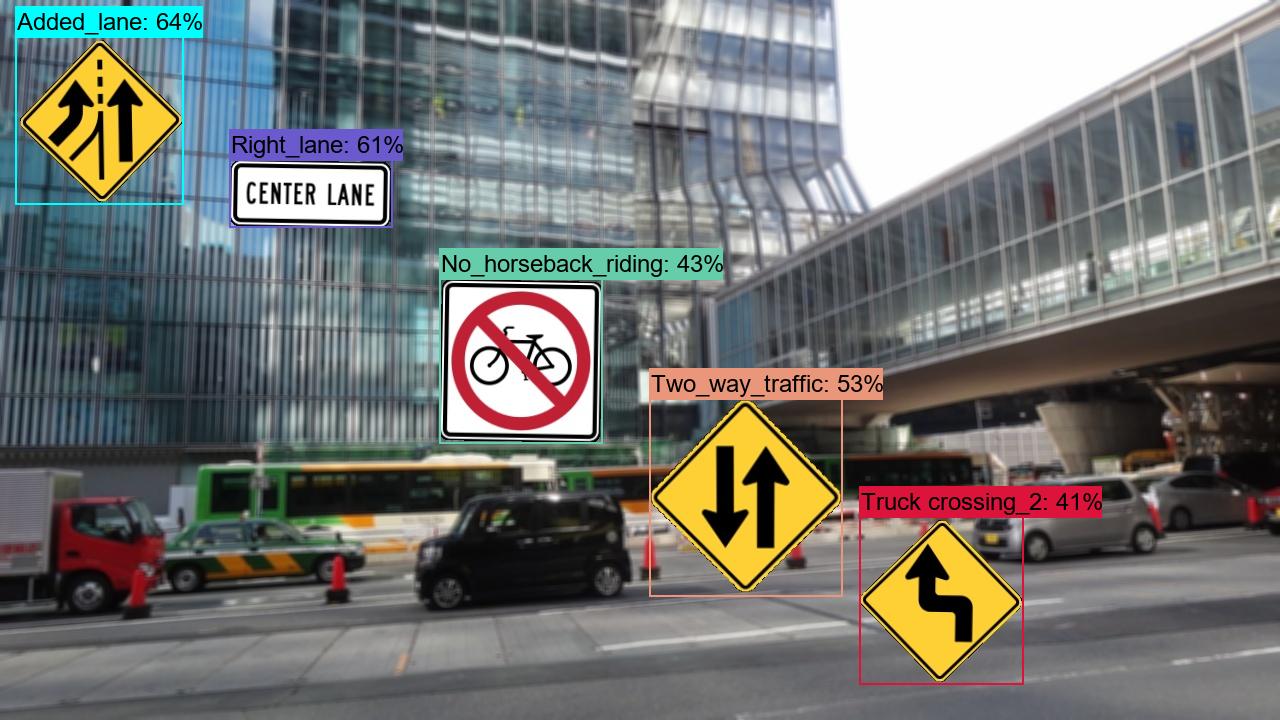 Added_lane: 64%
Right_lane: 61%
CENTER LANE
No_horseback_riding: 43%
Two_way_traffic: 53%
Truck crossing_2: 41%